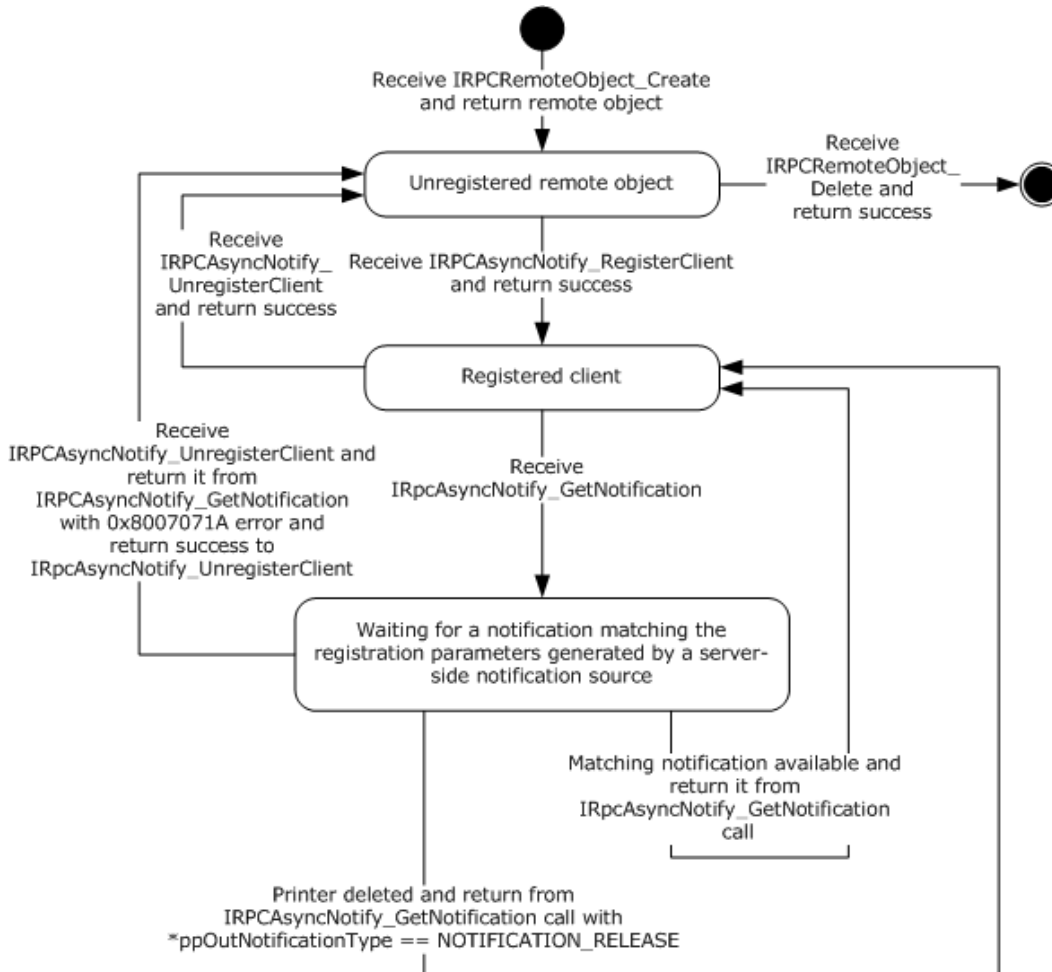 Receive IRPCRemoteObject_Create
and return remote object
Unregistered remote object
Receive
IRPCRemoteObject_
Delete and
return success
Receive
IRPCAsyncNotify_
UnregisterClient
and return success
Receive IRPCAsyncNotify_RegisterClient
and return success
Registered client
Receive
IRPCAsyncNotify_UnregisterClient and
return it from
IRPCAsyncNotify_GetNotification
with 0x8007071A error and
return success to
IRpcAsyncNotify_UnregisterClient
Receive
IRpcAsyncNotify_GetNotification
Waiting for a notification matching the
registration parameters generated by a server-
side notification source
Matching notification available and
return it from
IRpcAsyncNotify_GetNotification
call
Printer deleted and return from
IRPCAsyncNotify_GetNotification call with
*ppOutNotificationType == NOTIFICATION_RELEASE